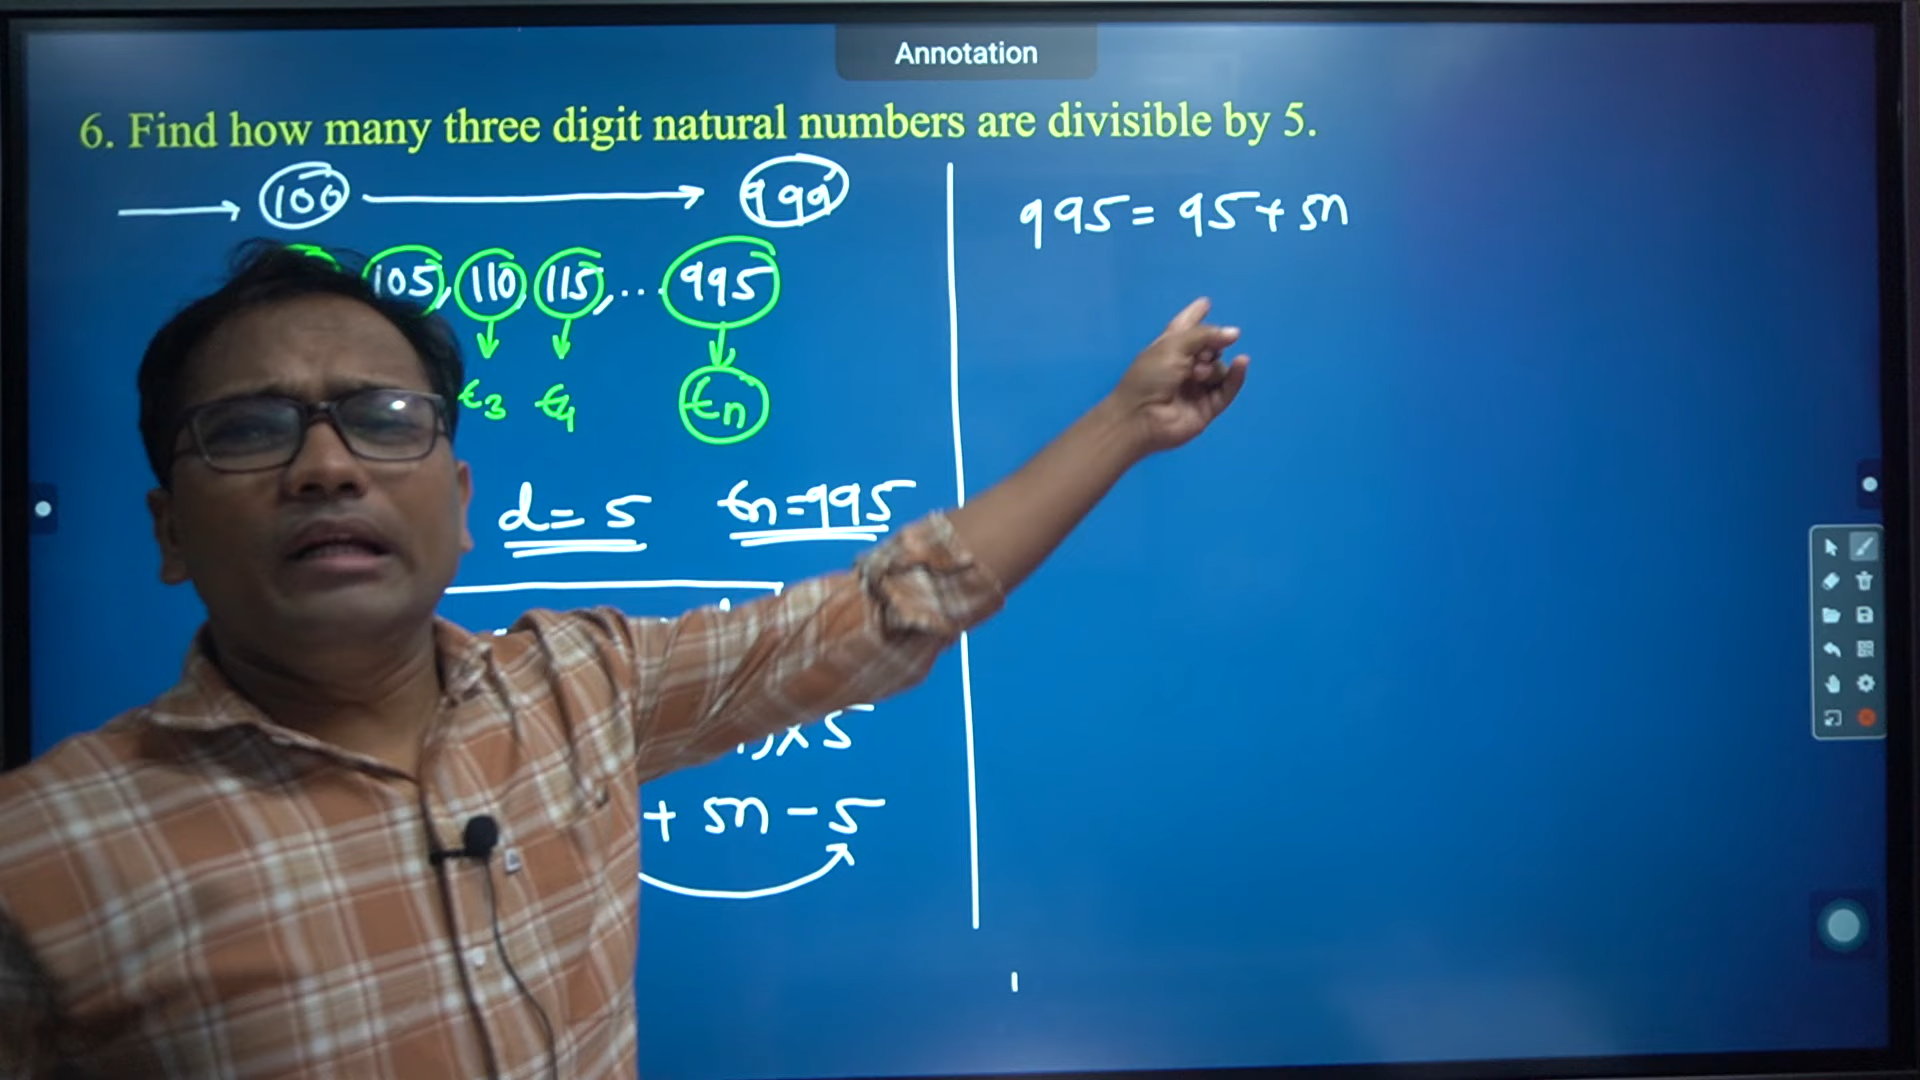 Annotation
6. Find how many three digit natural numbers are divisible by 5.
100 999
105, 110, 115, ... 995
t3 t4 tn
d = 5 tn = 995
) × 5
+ 5n - 5
995 = 95 + 5n